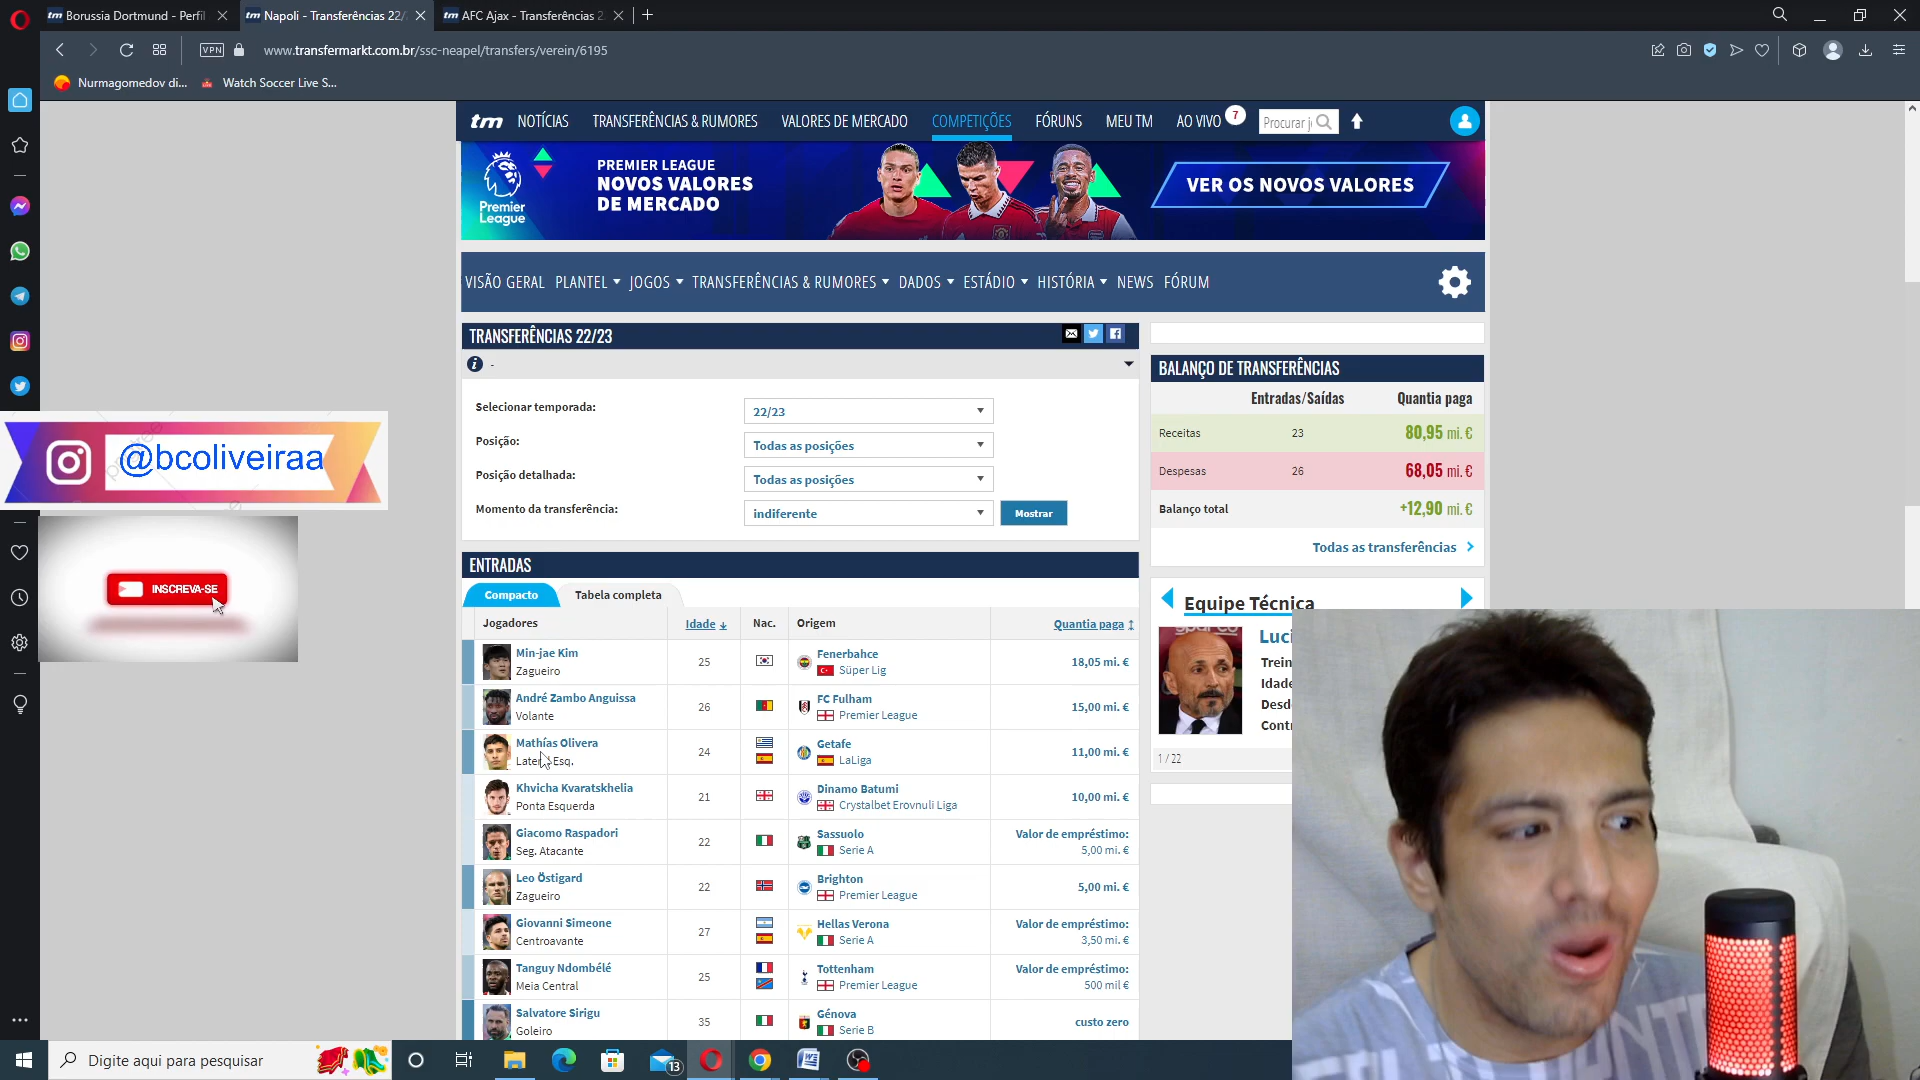 Borussia Dortmund - Perfil
Napoli - Transferências 22/
AFC Ajax - Transferências 2
VPN
www.transfermarkt.com.br/ssc-neapel/transfers/verein/6195
Nurmagomedov di...
Watch Soccer Live S...
tm
NOTÍCIAS
TRANSFERÊNCIAS & RUMORES
VALORES DE MERCADO
COMPETIÇÕES
FÓRUNS
MEU TM
AO VIVO
7
Procurar j
Premier
League
PREMIER LEAGUE
NOVOS VALORES
DE MERCADO
VER OS NOVOS VALORES
VISÃO GERAL
PLANTEL
JOGOS
TRANSFERÊNCIAS & RUMORES
DADOS
ESTÁDIO
HISTÓRIA
NEWS
FÓRUM
TRANSFERÊNCIAS 22/23
-
Selecionar temporada:
22/23
Posição:
Todas as posições
Posição detalhada:
Todas as posições
Momento da transferência:
indiferente
Mostrar
BALANÇO DE TRANSFERÊNCIAS
Entradas/Saídas
Quantia paga
Receitas
23
80,95 mi. €
Despesas
26
68,05 mi. €
Balanço total
+12,90 mi. €
Todas as transferências
@bcoliveiraa
INSCREVA-SE
ENTRADAS
Compacto
Tabela completa
Jogadores
Idade
Nac.
Origem
Quantia paga
Min-jae Kim
Zagueiro
25
Fenerbahce
Süper Lig
18,05 mi. €
André Zambo Anguissa
Volante
26
FC Fulham
Premier League
15,00 mi. €
Mathías Olivera
Lateral Esq.
24
Getafe
LaLiga
11,00 mi. €
Khvicha Kvaratskhelia
Ponta Esquerda
21
Dinamo Batumi
Crystalbet Erovnuli Liga
10,00 mi. €
Giacomo Raspadori
Seg. Atacante
22
Sassuolo
Serie A
Valor de empréstimo:
5,00 mi. €
Leo Östigard
Zagueiro
22
Brighton
Premier League
5,00 mi. €
Giovanni Simeone
Centroavante
27
Hellas Verona
Serie A
Valor de empréstimo:
3,50 mi. €
Tanguy Ndombélé
Meia Central
25
Tottenham
Premier League
Valor de empréstimo:
500 mil €
Salvatore Sirigu
Goleiro
35
Génova
Serie B
custo zero
Equipe Técnica
Luci
Trein
Idade
Desd
Contr
1 / 22
Digite aqui para pesquisar
13